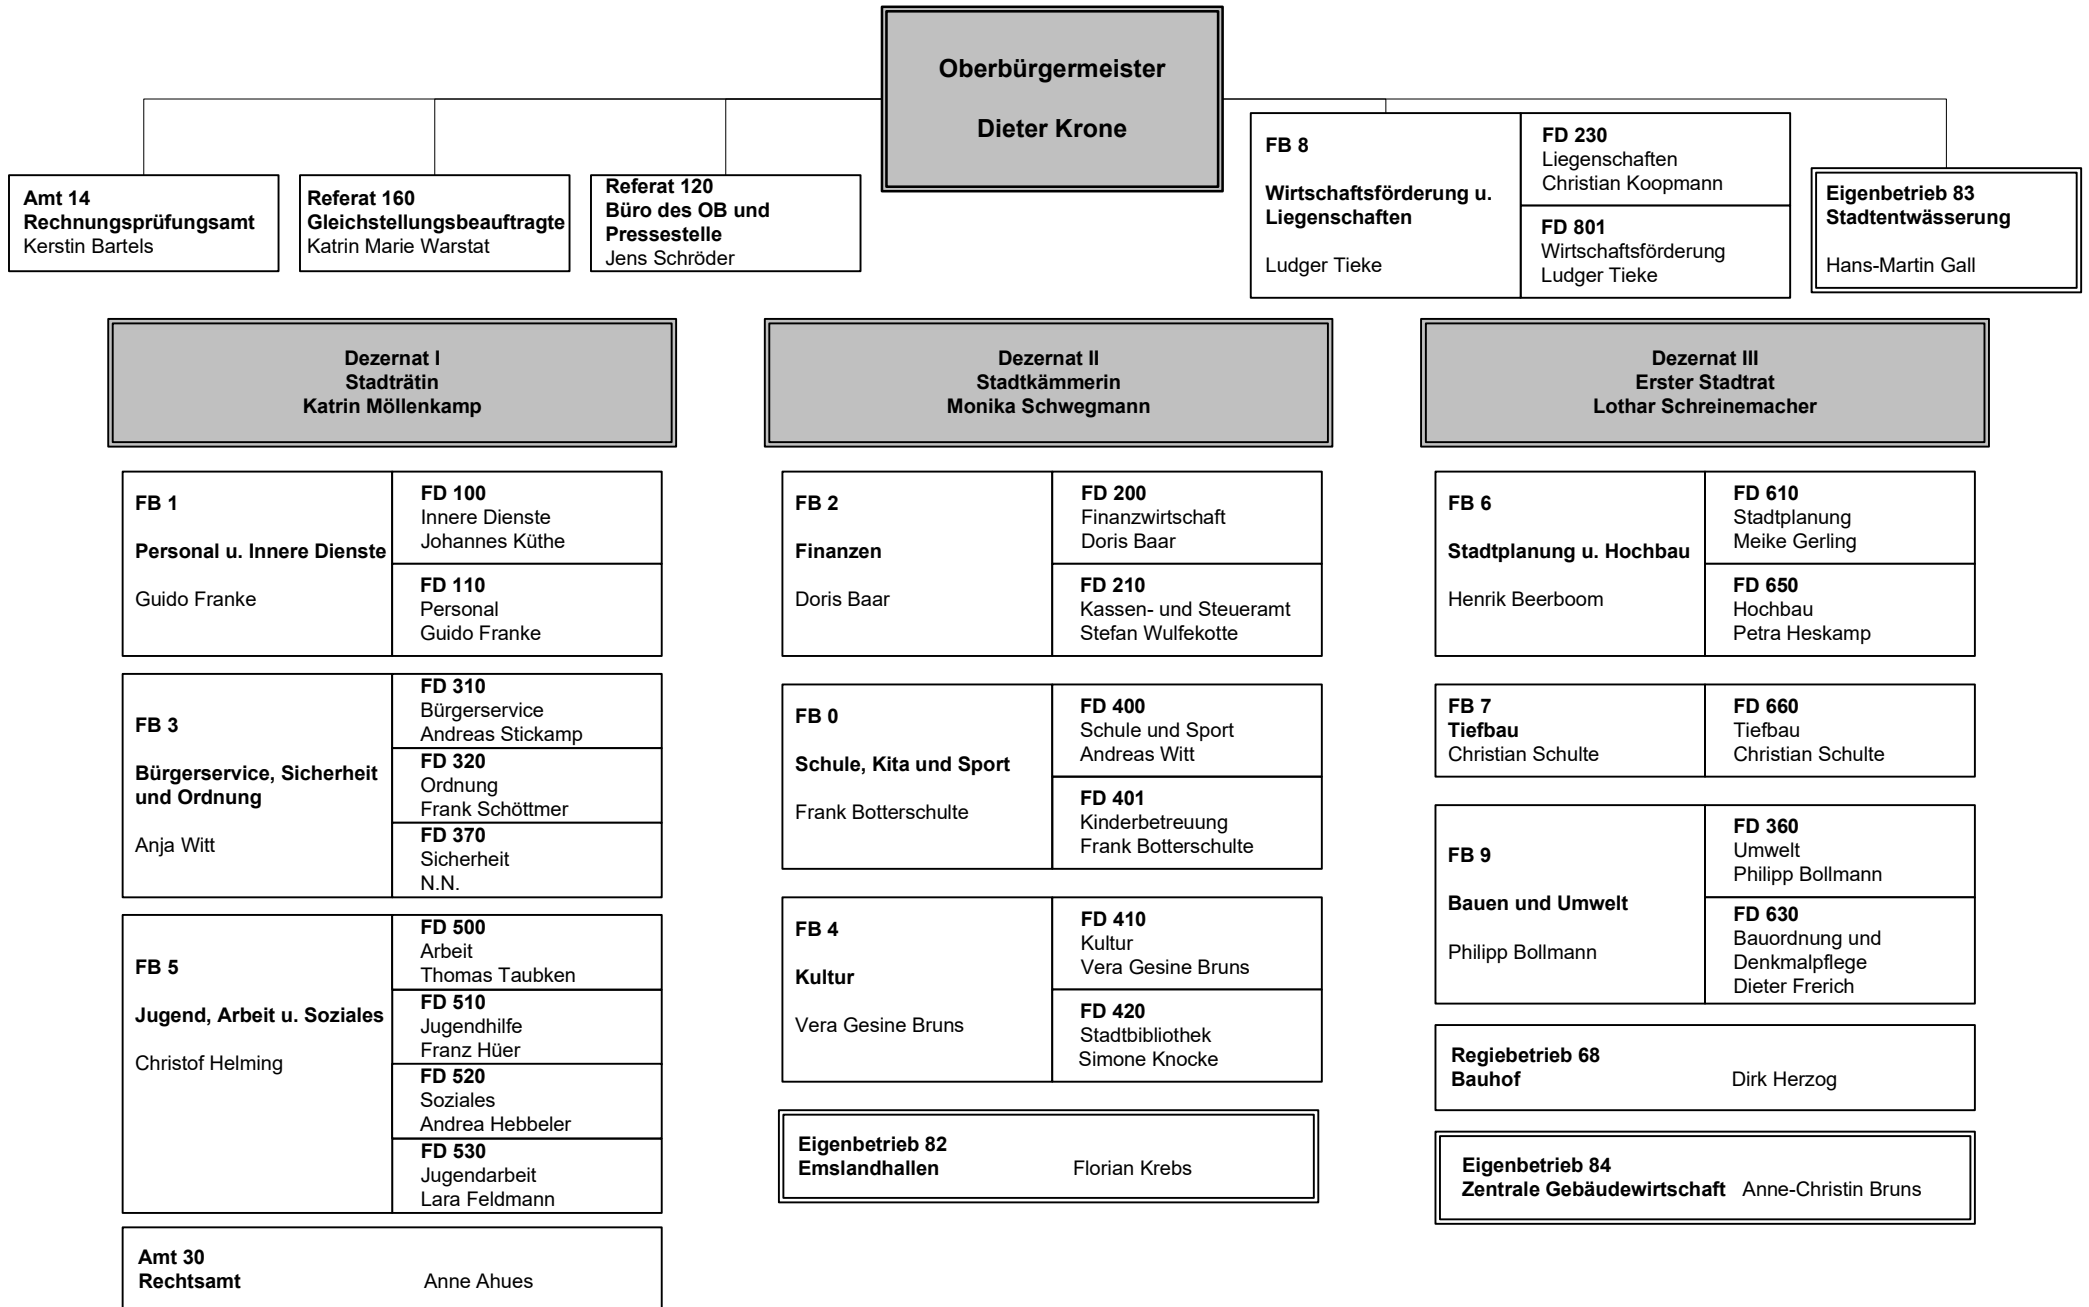 Oberbürgermeister
Dieter Krone
Amt 14
Rechnungsprüfungsamt
Kerstin Bartels
Referat 160
Gleichstellungsbeauftragte
Katrin Marie Warstat
Referat 120
Büro des OB und
Pressestelle
Jens Schröder
FB 8
Wirtschaftsförderung u.
Liegenschaften
Ludger Tieke
FD 230
Liegenschaften
Christian Koopmann
FD 801
Wirtschaftsförderung
Ludger Tieke
Eigenbetrieb 83
Stadtentwässerung
Hans-Martin Gall
Dezernat I
Stadträtin
Katrin Möllenkamp
FB 1
Personal u. Innere Dienste
Guido Franke
FD 100
Innere Dienste
Johannes Küthe
FD 110
Personal
Guido Franke
FB 3
Bürgerservice, Sicherheit
und Ordnung
Anja Witt
FD 310
Bürgerservice
Andreas Stickamp
FD 320
Ordnung
Frank Schöttmer
FD 370
Sicherheit
N.N.
FB 5
Jugend, Arbeit u. Soziales
Christof Helming
FD 500
Arbeit
Thomas Taubken
FD 510
Jugendhilfe
Franz Hüer
FD 520
Soziales
Andrea Hebbeler
FD 530
Jugendarbeit
Lara Feldmann
Amt 30
Rechtsamt Anne Ahues
Dezernat II
Stadtkämmerin
Monika Schwegmann
FB 2
Finanzen
Doris Baar
FD 200
Finanzwirtschaft
Doris Baar
FD 210
Kassen- und Steueramt
Stefan Wulfekotte
FB 0
Schule, Kita und Sport
Frank Botterschulte
FD 400
Schule und Sport
Andreas Witt
FD 401
Kinderbetreuung
Frank Botterschulte
FB 4
Kultur
Vera Gesine Bruns
FD 410
Kultur
Vera Gesine Bruns
FD 420
Stadtbibliothek
Simone Knocke
Eigenbetrieb 82
Emslandhallen Florian Krebs
Dezernat III
Erster Stadtrat
Lothar Schreinemacher
FB 6
Stadtplanung u. Hochbau
Henrik Beerboom
FD 610
Stadtplanung
Meike Gerling
FD 650
Hochbau
Petra Heskamp
FB 7
Tiefbau
Christian Schulte
FD 660
Tiefbau
Christian Schulte
FB 9
Bauen und Umwelt
Philipp Bollmann
FD 360
Umwelt
Philipp Bollmann
FD 630
Bauordnung und
Denkmalpflege
Dieter Frerich
Regiebetrieb 68
Bauhof Dirk Herzog
Eigenbetrieb 84
Zentrale Gebäudewirtschaft Anne-Christin Bruns